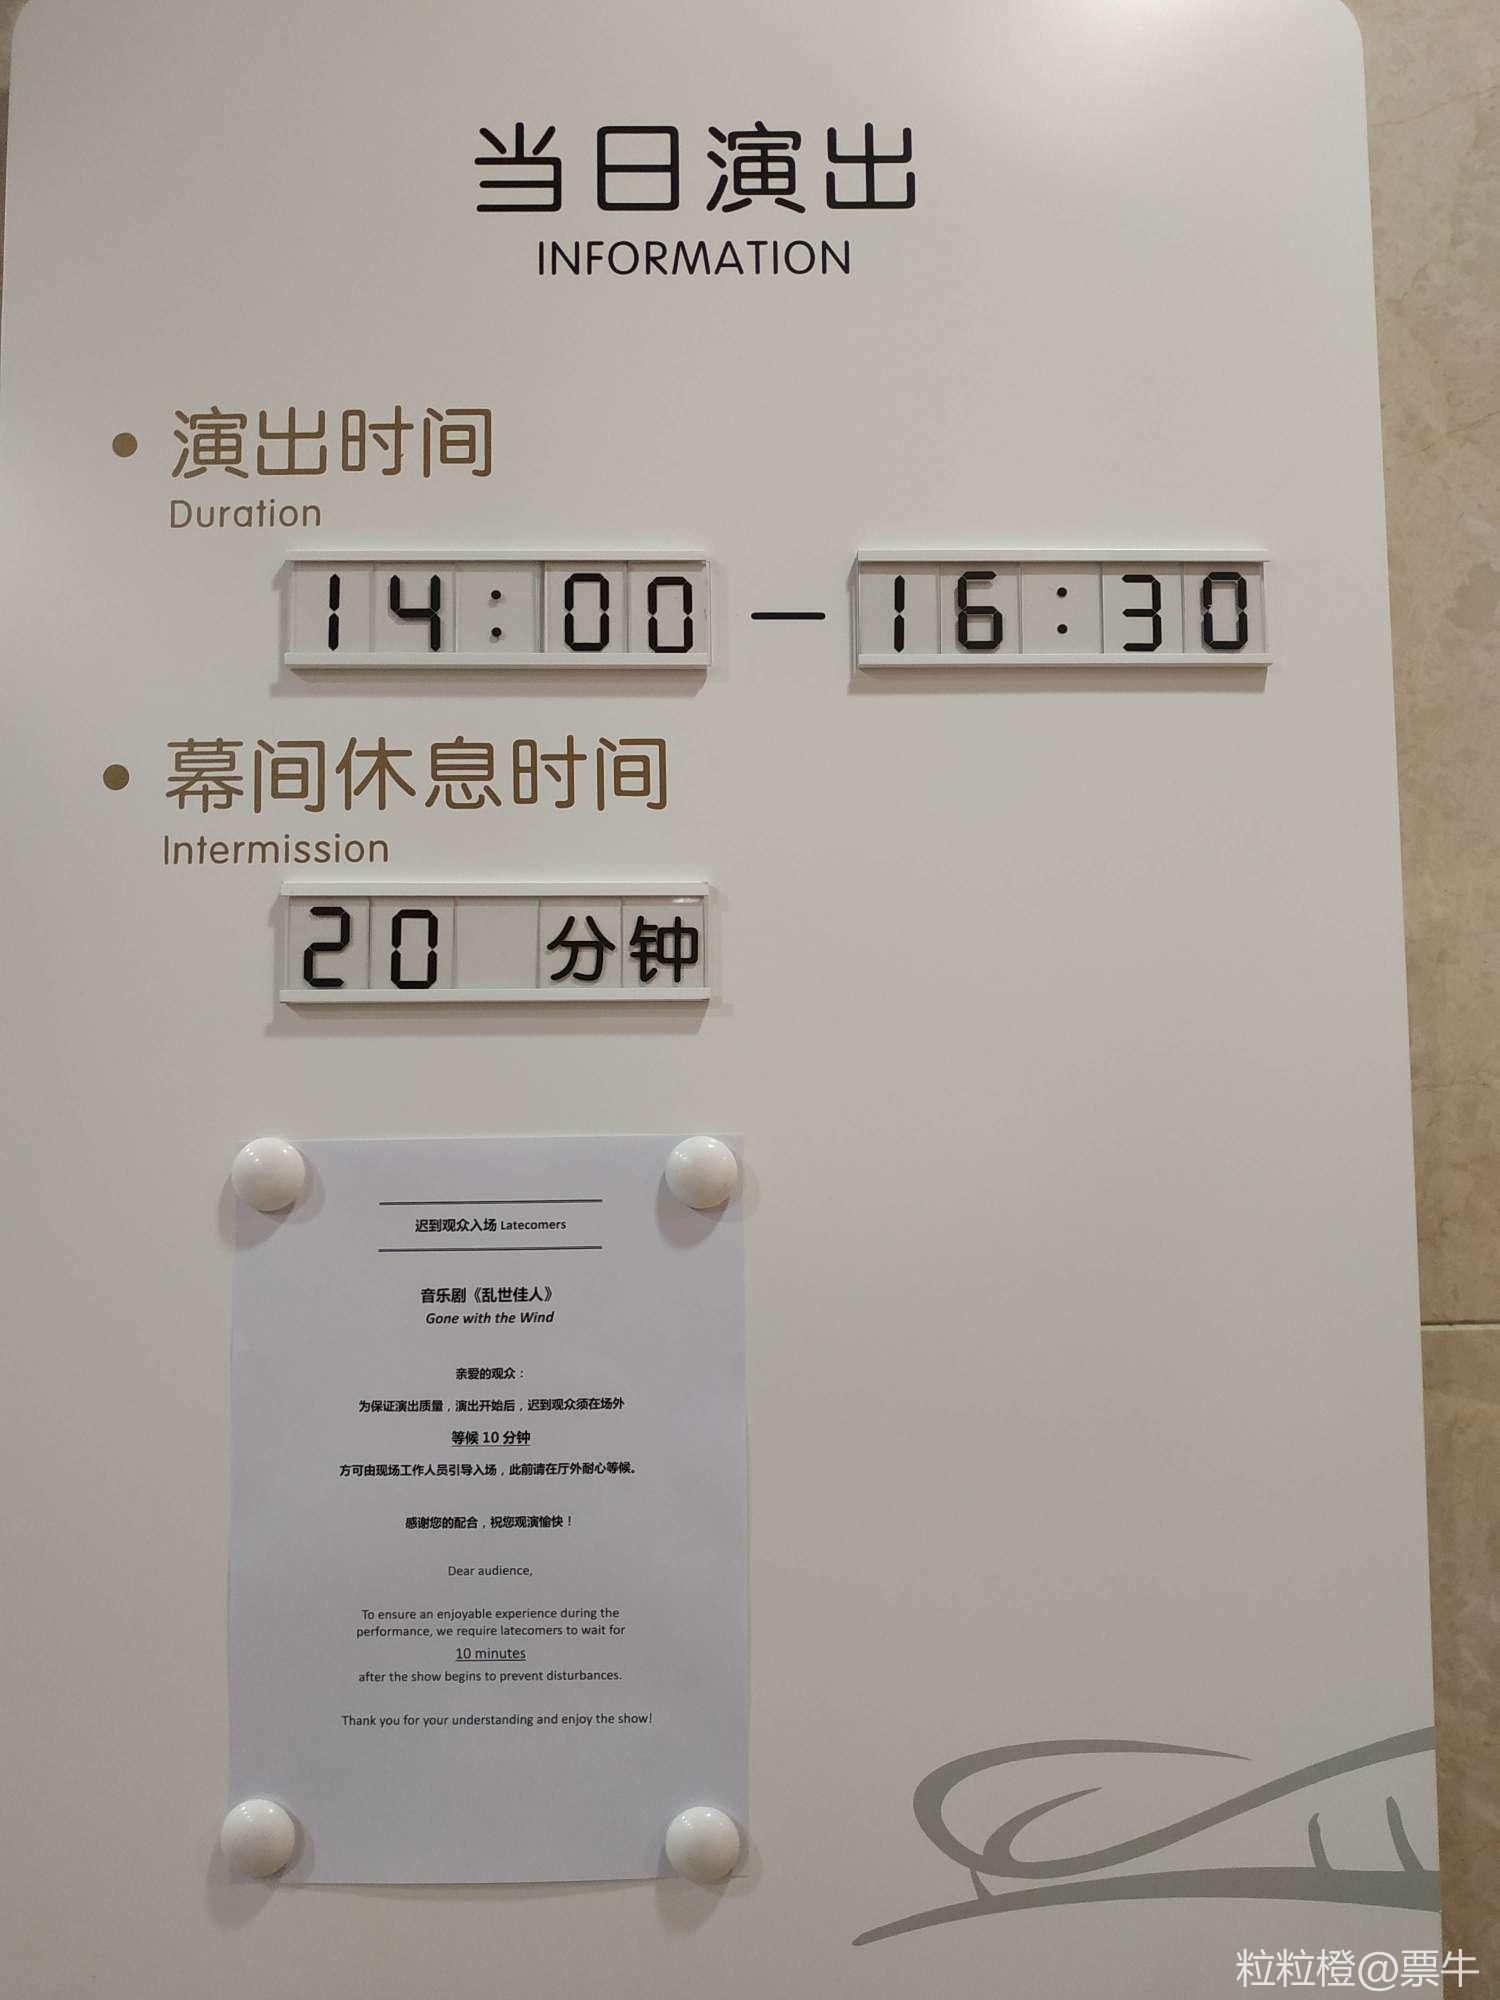 当日演出
INFORMATION
• 演出时间
Duration
14:00 — 16:30
• 幕间休息时间
Intermission
20 分钟
迟到观众入场 Latecomers
音乐剧《乱世佳人》
Gone with the Wind
亲爱的观众：
为保证演出质量，演出开始后，迟到观众须在场外
等候 10 分钟
方可由现场工作人员引导入场，此前请在厅外耐心等候。
感谢您的配合，祝您观演愉快！
Dear audience,
To ensure an enjoyable experience during the
performance, we require latecomers to wait for
10 minutes
after the show begins to prevent disturbances.
Thank you for your understanding and enjoy the show!
粒粒橙@票牛